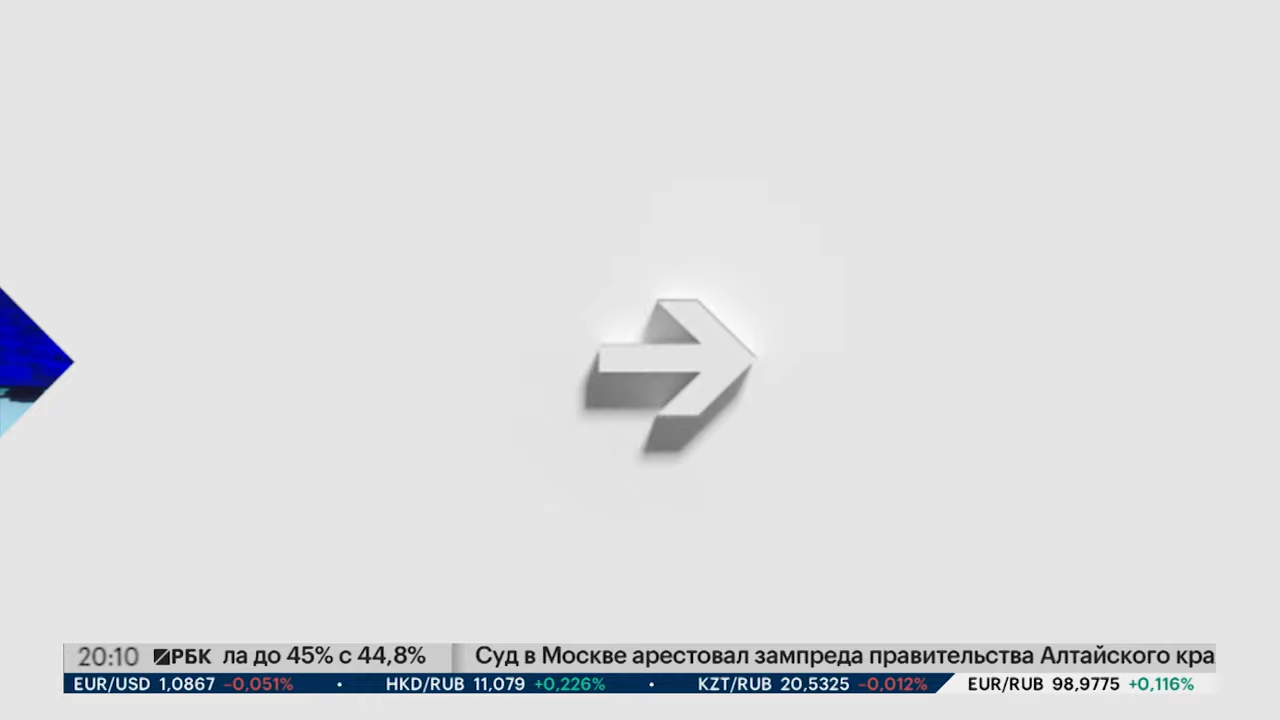 20:10 РБК ла до 45% с 44,8% Суд в Москве арестовал зампреда правительства Алтайского кра
EUR/USD 1,0867 -0,051% • HKD/RUB 11,079 +0,226% • KZT/RUB 20,5325 -0,012% EUR/RUB 98,9775 +0,116%